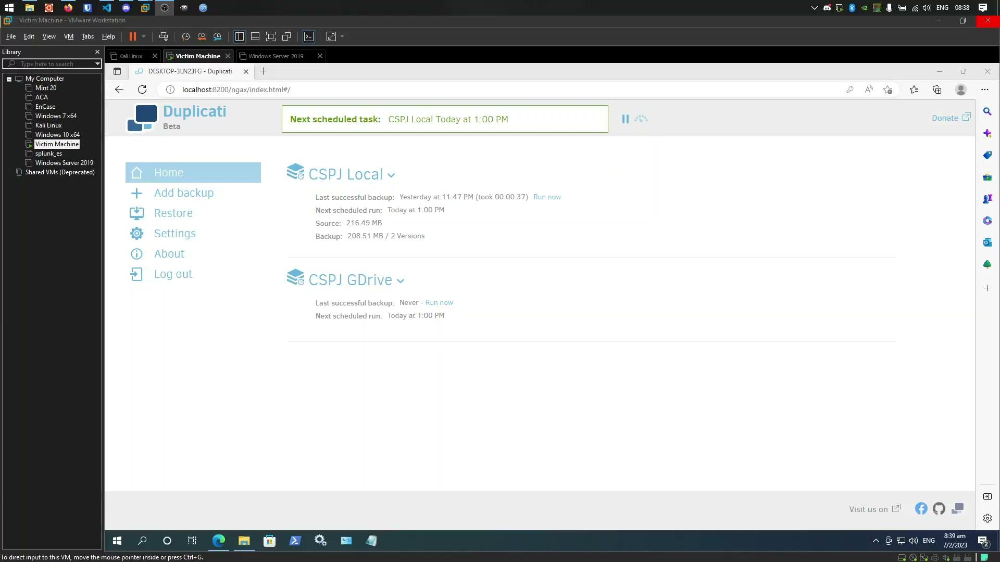 ENG 08:38
Victim Machine - VMware Workstation
File Edit View VM Tabs Help
Library
Type here to search
My Computer
Mint 20
ACA
EnCase
Windows 7 x64
Kali Linux
Windows 10 x64
Victim Machine
splunk_es
Windows Server 2019
Shared VMs (Deprecated)
Kali Linux Victim Machine Windows Server 2019
DESKTOP-3LN23FG - Duplicati
localhost:8200/ngax/index.html#/
Duplicati
Beta
Next scheduled task: CSPJ Local Today at 1:00 PM
Donate
Home
Add backup
Restore
Settings
About
Log out
CSPJ Local
Last successful backup: Yesterday at 11:47 PM (took 00:00:37) Run now
Next scheduled run: Today at 1:00 PM
Source: 216.49 MB
Backup: 208.51 MB / 2 Versions
CSPJ GDrive
Last successful backup: Never - Run now
Next scheduled run: Today at 1:00 PM
Visit us on
ENG
8:39 am
7/2/2023
2
To direct input to this VM, move the mouse pointer inside or press Ctrl+G.